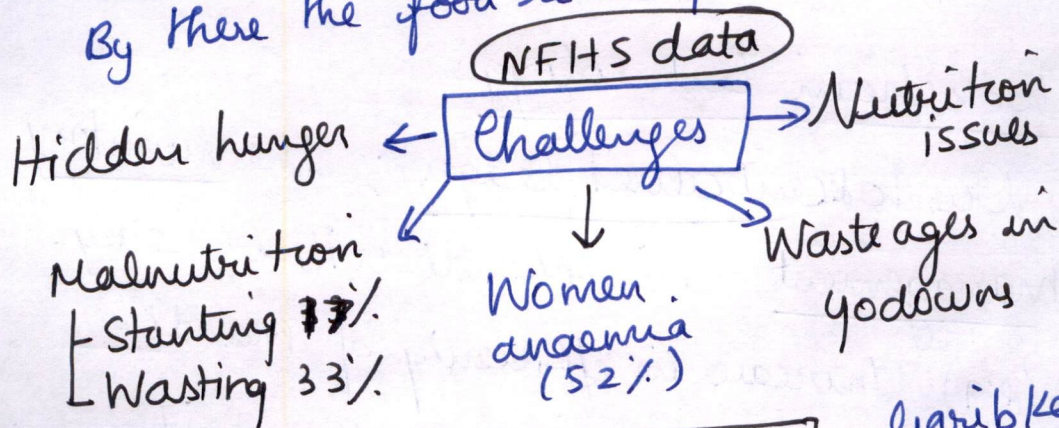 By there the food
NFHS data
Challenges
Hidden hunger
Nutrition
issues
Malnutrition
Stunting %
Wasting 33%
Women
anaemia
(52%)
Wasteages in
godowns
Garib